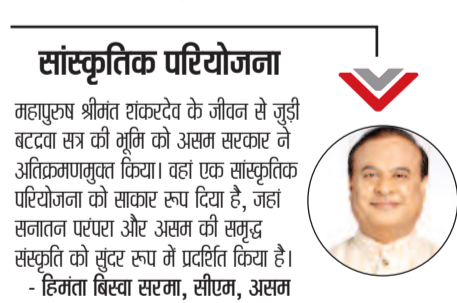 सांस्कृतिक परियोजना
महापुरुष श्रीमंत शंकरदेव के जीवन से जुड़ी
बटद्रवा सत्र की भूमि को असम सरकार ने
अतिक्रमणमुक्त किया। वहां एक सांस्कृतिक
परियोजना को साकार रूप दिया है, जहां
सनातन परंपरा और असम की समृद्ध
संस्कृति को सुंदर रूप में प्रदर्शित किया है।
- हिमंता बिस्वा सरमा, सीएम, असम